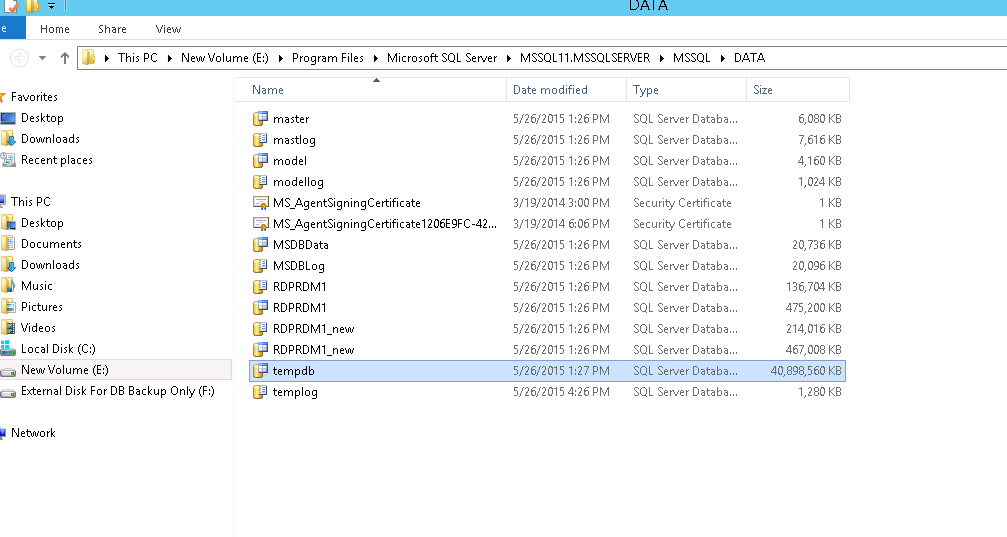 DATA
e Home Share View
This PC New Volume (E:) Program Files Microsoft SQL Server MSSQL11.MSSQLSERVER MSSQL DATA
Favorites
Desktop
Downloads
Recent places
This PC
Desktop
Documents
Downloads
Music
Pictures
Videos
Local Disk (C:)
New Volume (E:)
External Disk For DB Backup Only (F:)
Network
Name Date modified Type Size
master 5/26/2015 1:26 PM SQL Server Databa... 6,080 KB
mastlog 5/26/2015 1:26 PM SQL Server Databa... 7,616 KB
model 5/26/2015 1:26 PM SQL Server Databa... 4,160 KB
modellog 5/26/2015 1:26 PM SQL Server Databa... 1,024 KB
MS_AgentSigningCertificate 3/19/2014 3:00 PM Security Certificate 1 KB
MS_AgentSigningCertificate1206E9FC-42... 3/19/2014 6:06 PM Security Certificate 1 KB
MSDBData 5/26/2015 1:26 PM SQL Server Databa... 20,736 KB
MSDBLog 5/26/2015 1:26 PM SQL Server Databa... 20,096 KB
RDPRDM1 5/26/2015 1:26 PM SQL Server Databa... 136,704 KB
RDPRDM1 5/26/2015 1:26 PM SQL Server Databa... 475,200 KB
RDPRDM1_new 5/26/2015 1:26 PM SQL Server Databa... 214,016 KB
RDPRDM1_new 5/26/2015 1:26 PM SQL Server Databa... 467,008 KB
tempdb 5/26/2015 1:27 PM SQL Server Databa... 40,898,560 KB
templog 5/26/2015 4:26 PM SQL Server Databa... 1,280 KB